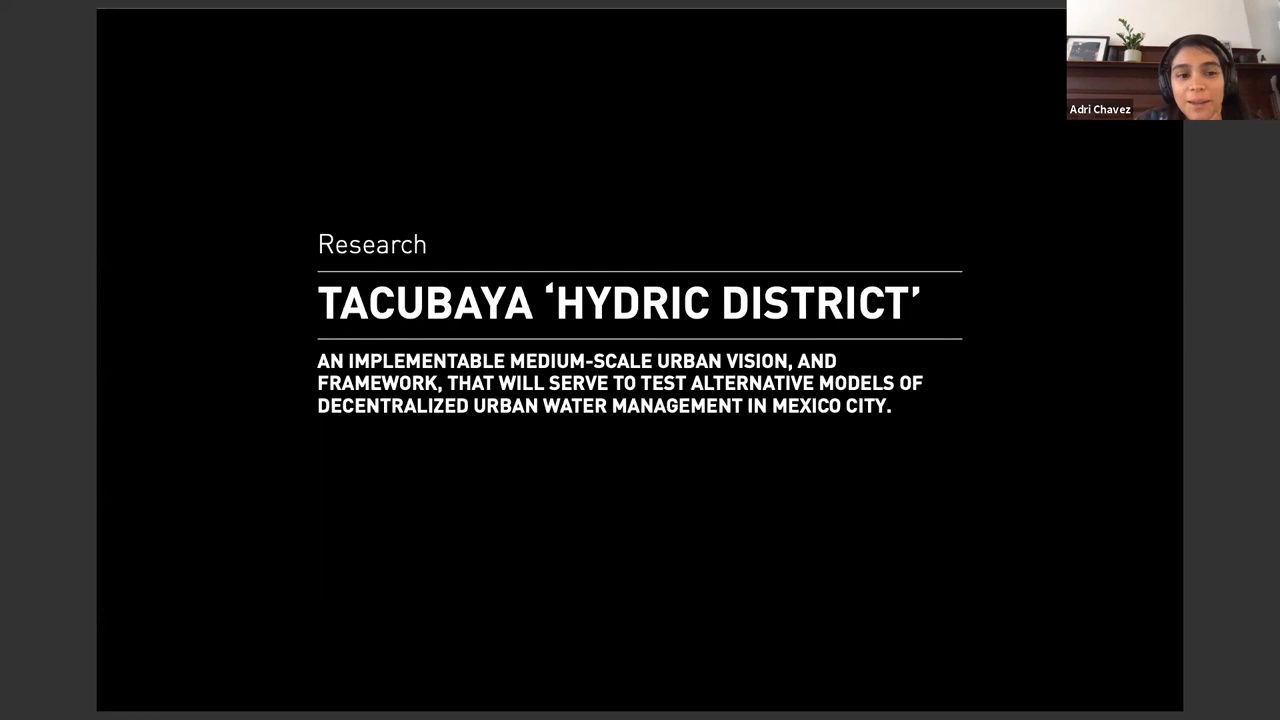 Adri Chavez
Research
TACUBAYA ‘HYDRIC DISTRICT’
AN IMPLEMENTABLE MEDIUM-SCALE URBAN VISION, AND
FRAMEWORK, THAT WILL SERVE TO TEST ALTERNATIVE MODELS OF
DECENTRALIZED URBAN WATER MANAGEMENT IN MEXICO CITY.